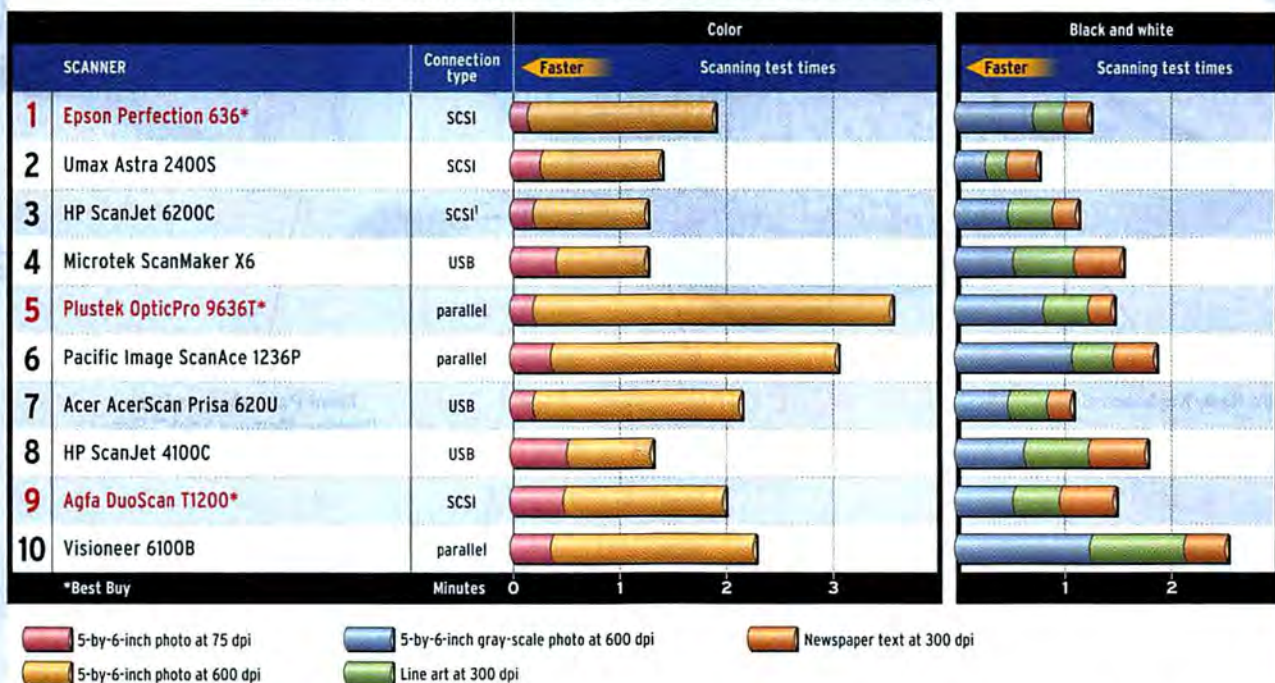 Color
Black and white
SCANNER
Connection type
Faster
Scanning test times
Faster
Scanning test times
1 Epson Perfection 636* SCSI
2 Umax Astra 2400S SCSI
3 HP ScanJet 6200C SCSI¹
4 Microtek ScanMaker X6 USB
5 Plustek OpticPro 9636T* parallel
6 Pacific Image ScanAce 1236P parallel
7 Acer AcerScan Prisa 620U USB
8 HP ScanJet 4100C USB
9 Agfa DuoScan T1200* SCSI
10 Visioneer 6100B parallel
*Best Buy Minutes 0 1 2 3 1 2
5-by-6-inch photo at 75 dpi
5-by-6-inch gray-scale photo at 600 dpi
Newspaper text at 300 dpi
5-by-6-inch photo at 600 dpi
Line art at 300 dpi